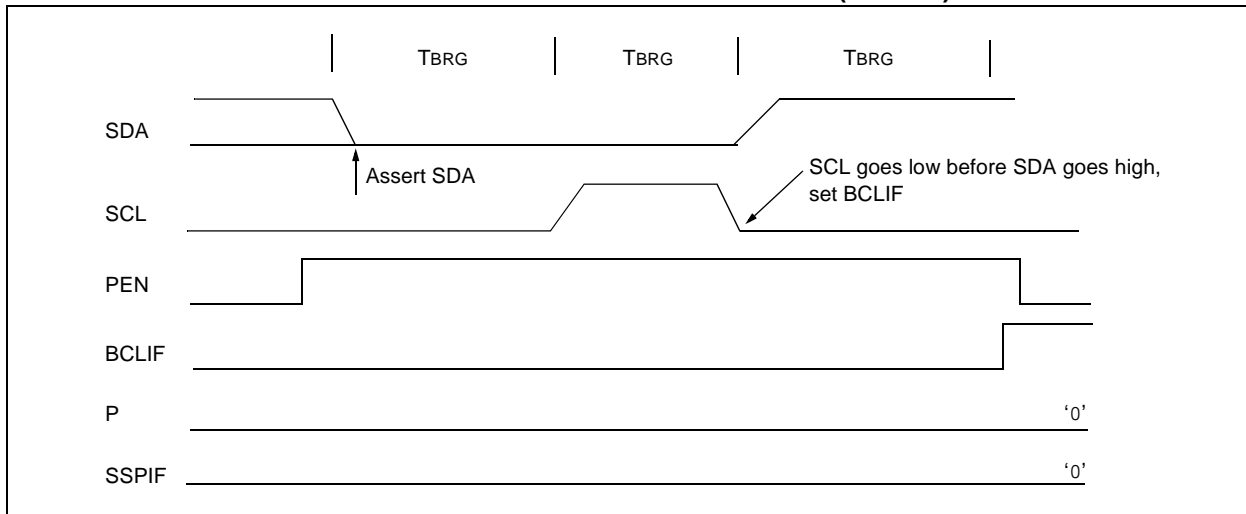 TBRG TBRG TBRG
SDA
Assert SDA
SCL goes low before SDA goes high,
set BCLIF
SCL
PEN
BCLIF
P
‘0’
SSPIF
‘0’